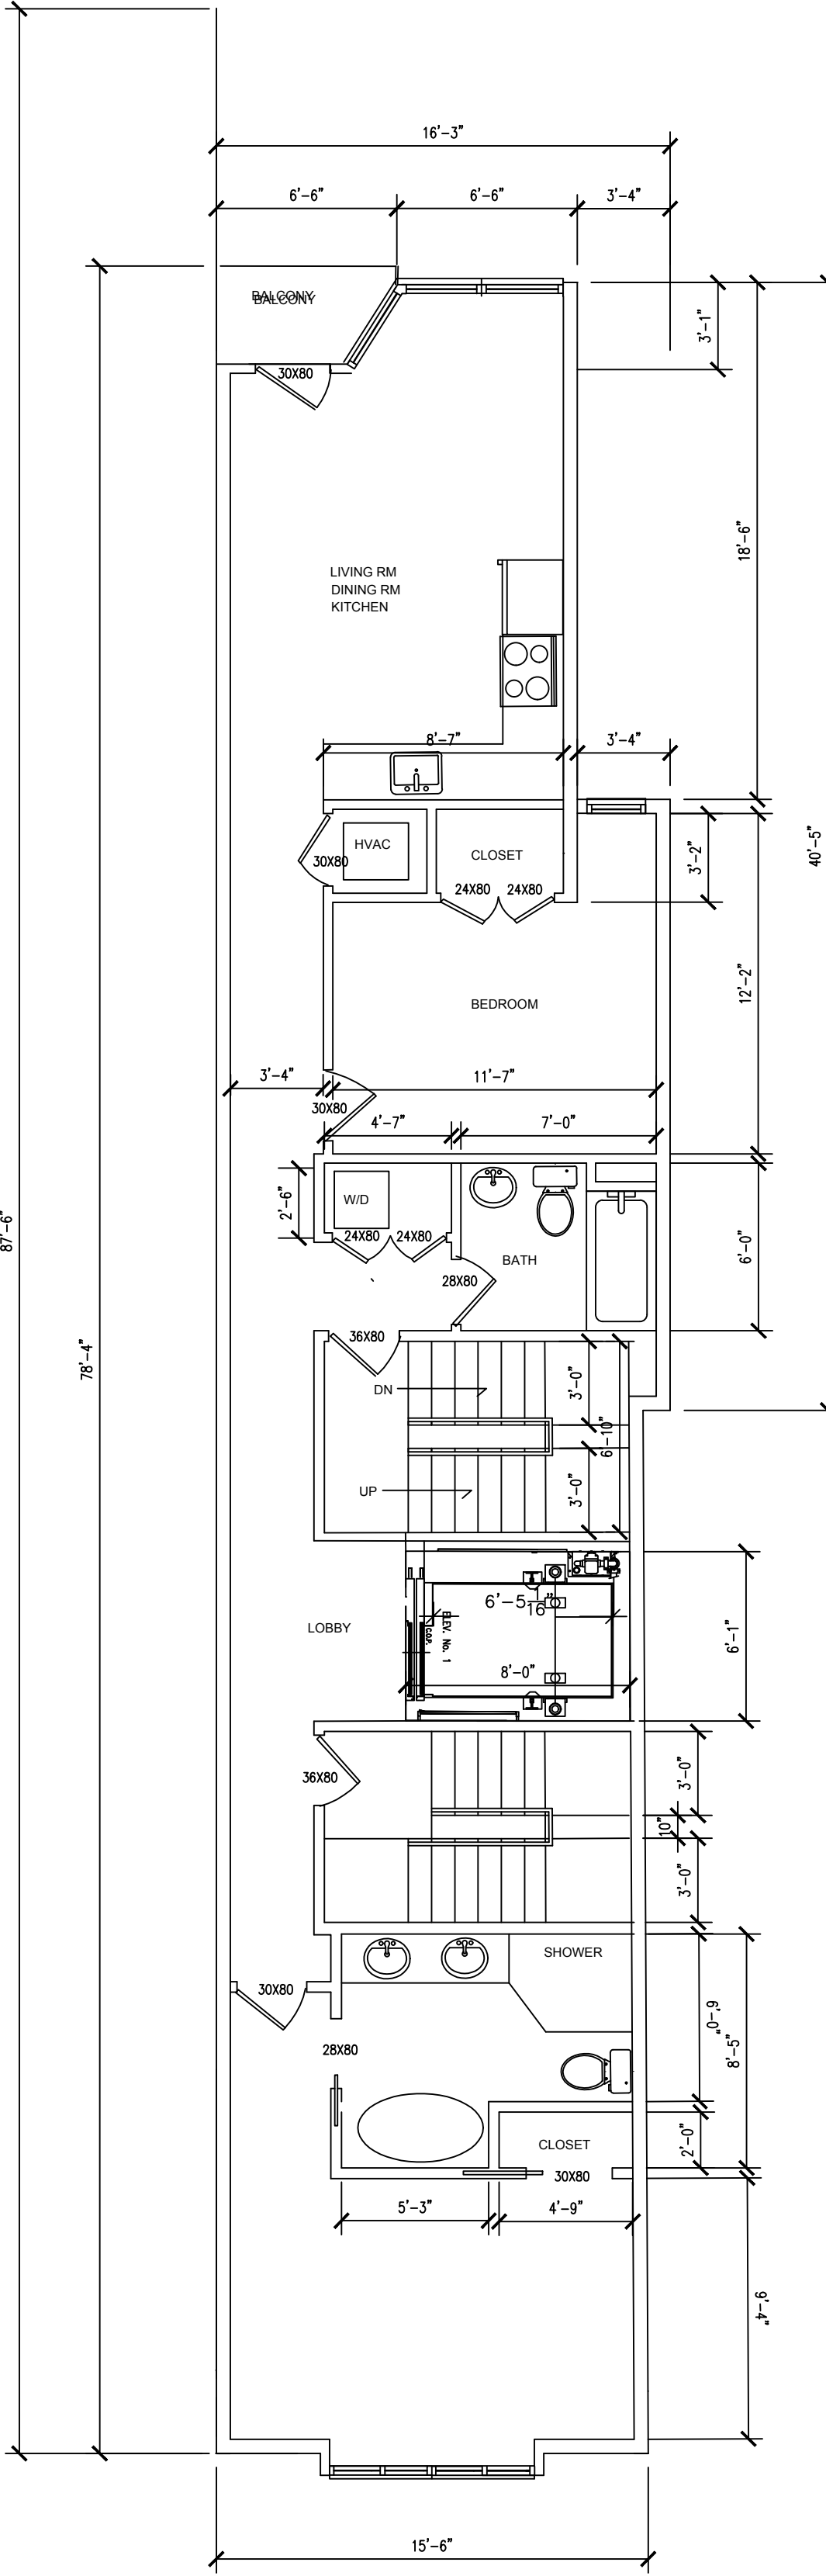 16'-3"
6'-6" 6'-6" 3'-4"
BALCONY
BALCONY
3'-1"
30X80
18'-6"
LIVING RM
DINING RM
KITCHEN
8'-7" 3'-4"
HVAC
CLOSET
30X80
24X80 24X80
3'-2"
40'-5"
12'-2"
BEDROOM
3'-4" 11'-7"
30X80
4'-7" 7'-0"
2'-6"
W/D
24X80 24X80
BATH
28X80
6'-0"
87'-6"
78'-4"
36X80
DN
3'-0"
6'-10"
UP
3'-0"
LOBBY
6'-5 1/16"
ELEV. No. 1
C.O.P.
8'-0"
6'-1"
36X80
3'-0"
10"
3'-0"
SHOWER
30X80
28X80
6'-0"
8'-5"
2'-0"
CLOSET
30X80
5'-3" 4'-9"
9'-4"
15'-6"